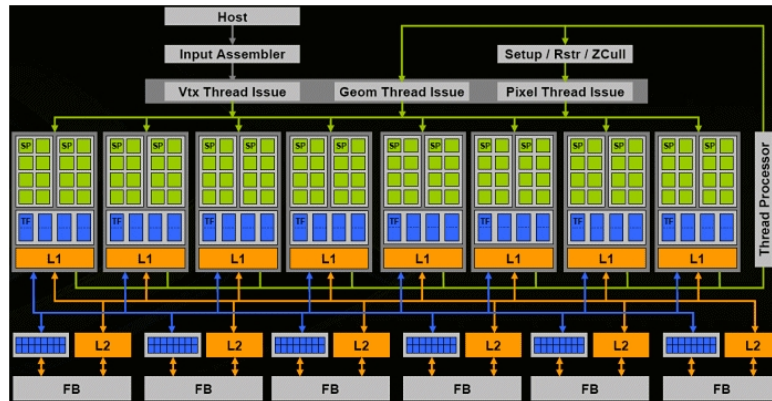 Host
Input Assembler
Setup / Rstr / ZCull
Vtx Thread Issue
Geom Thread Issue
Pixel Thread Issue
SP SP SP SP SP SP SP SP SP SP SP SP SP SP SP SP
Thread Processor
TF TF TF TF TF TF TF TF
L1 L1 L1 L1 L1 L1 L1 L1
L2 L2 L2 L2 L2 L2
FB FB FB FB FB FB